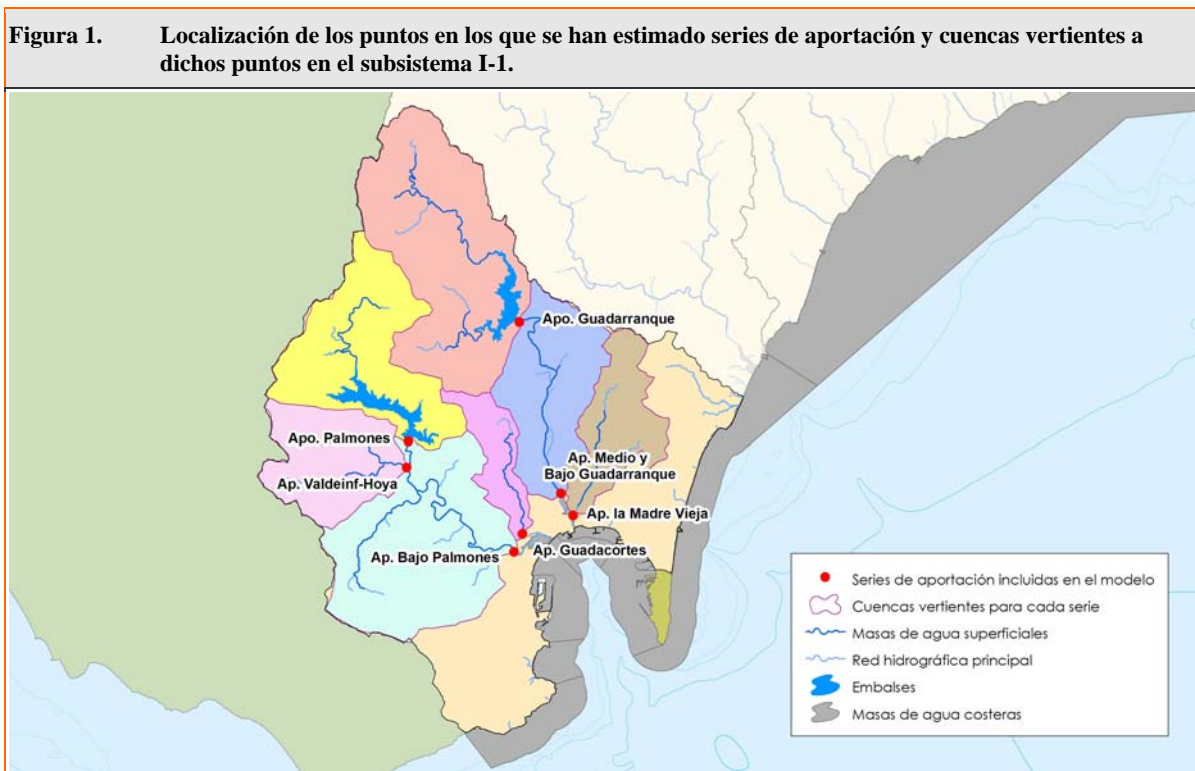 Figura 1. Localización de los puntos en los que se han estimado series de aportación y cuencas vertientes a
dichos puntos en el subsistema I-1.
Apo. Guadarranque
Apo. Palmones
Ap. Valdeinf-Hoya
Ap. Medio y
Bajo Guadarranque
Ap. la Madre Vieja
Ap. Guadacortes
Ap. Bajo Palmones
Series de aportación incluidas en el modelo
Cuencas vertientes para cada serie
Masas de agua superficiales
Red hidrográfica principal
Embalses
Masas de agua costeras